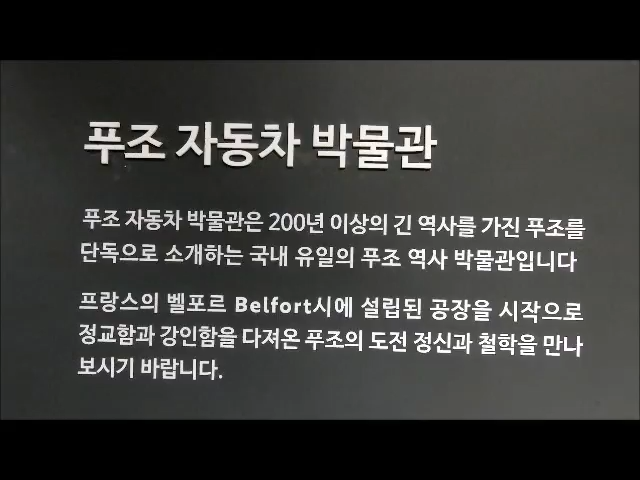 푸조 자동차 박물관
푸조 자동차 박물관은 200년 이상의 긴 역사를 가진 푸조를
단독으로 소개하는 국내 유일의 푸조 역사 박물관입니다
프랑스의 벨포르 Belfort시에 설립된 공장을 시작으로
정교함과 강인함을 다져온 푸조의 도전 정신과 철학을 만나
보시기 바랍니다.